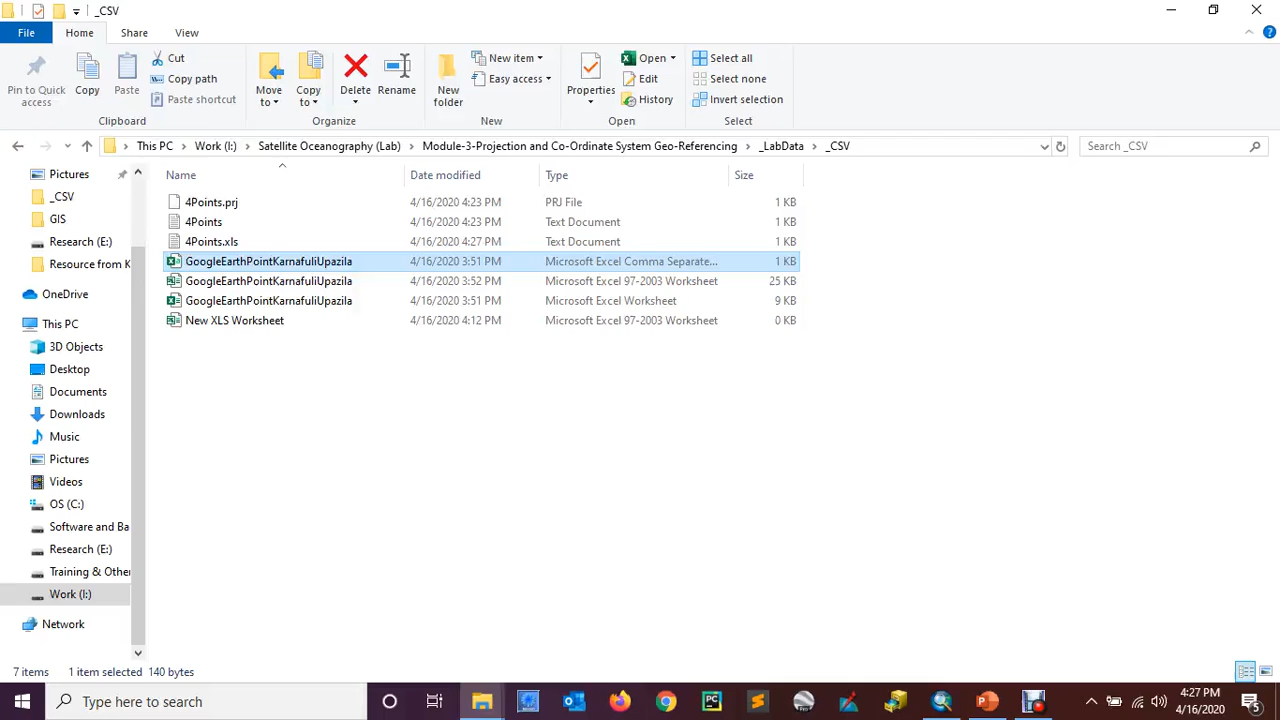 _CSV
File Home Share View
Pin to Quick access
Copy
Paste
Cut
Copy path
Paste shortcut
Clipboard
Move to
Copy to
Delete
Rename
Organize
New folder
New item
Easy access
New
Properties
Open
Edit
History
Open
Select all
Select none
Invert selection
Select
This PC Work (I:) Satellite Oceanography (Lab) Module-3-Projection and Co-Ordinate System Geo-Referencing _LabData _CSV
Search _CSV
Pictures
_CSV
GIS
Research (E:)
Resource from K
OneDrive
This PC
3D Objects
Desktop
Documents
Downloads
Music
Pictures
Videos
OS (C:)
Software and Ba
Research (E:)
Training & Other
Work (I:)
Network
Name Date modified Type Size
4Points.prj 4/16/2020 4:23 PM PRJ File 1 KB
4Points 4/16/2020 4:23 PM Text Document 1 KB
4Points.xls 4/16/2020 4:27 PM Text Document 1 KB
GoogleEarthPointKarnafuliUpazila 4/16/2020 3:51 PM Microsoft Excel Comma Separate... 1 KB
GoogleEarthPointKarnafuliUpazila 4/16/2020 3:52 PM Microsoft Excel 97-2003 Worksheet 25 KB
GoogleEarthPointKarnafuliUpazila 4/16/2020 3:51 PM Microsoft Excel Worksheet 9 KB
New XLS Worksheet 4/16/2020 4:12 PM Microsoft Excel 97-2003 Worksheet 0 KB
7 items 1 item selected 140 bytes
Type here to search
PC
4:27 PM
4/16/2020
5